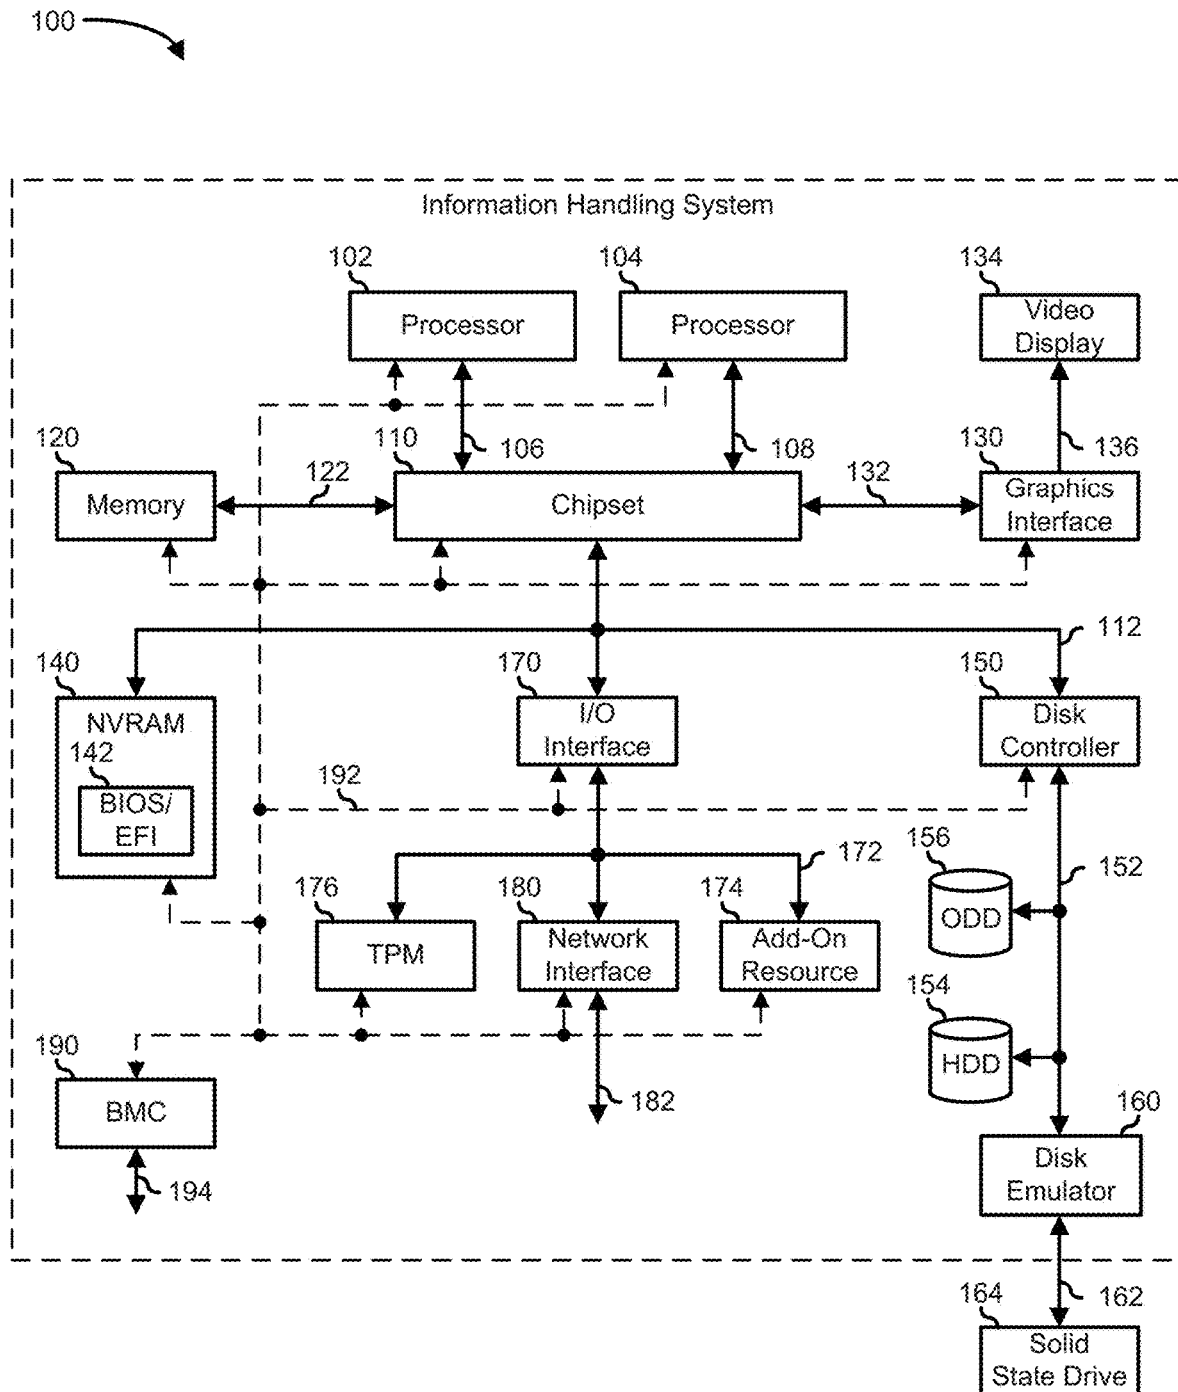 100
Information Handling System
102
104
134
Processor
Processor
Video
Display
120
110
106
108
130
136
Memory
122
Chipset
132
Graphics
Interface
112
140
170
150
NVRAM
I/O
Interface
Disk
Controller
142
BIOS/
EFI
192
172
156
152
176
180
174
ODD
TPM
Network
Interface
Add-On
Resource
154
HDD
190
182
160
BMC
194
Disk
Emulator
164
162
Solid
State Drive